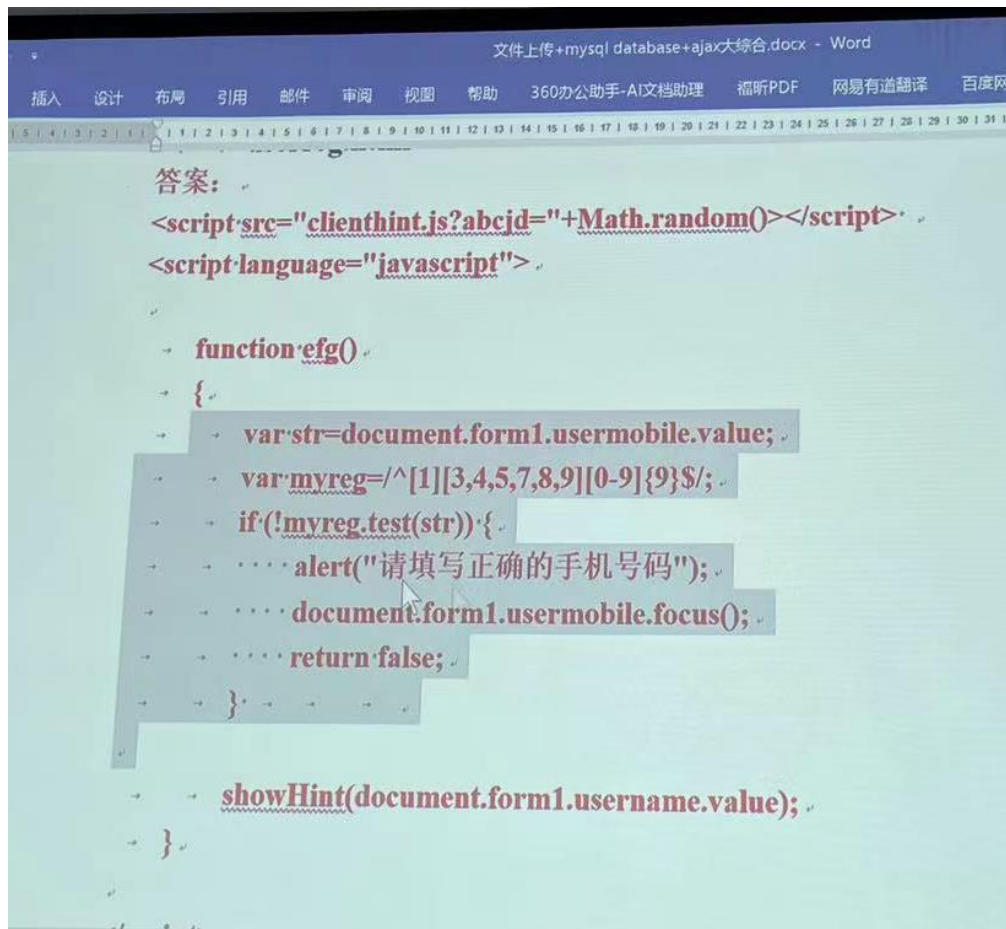 文件上传+mysql database+ajax大综合.docx - Word
插入 设计 布局 引用 邮件 审阅 视图 帮助 360办公助手-AI文档助理 福昕PDF 网易有道翻译 百度网
答案：
<script src="clienthint.js?abcjd="+Math.random()></script>
<script language="javascript">
function efg()
{
var str=document.form1.usermobile.value;
var myreg=/^[1][3,4,5,7,8,9][0-9]{9}$/;
if (!myreg.test(str)) {
alert("请填写正确的手机号码");
document.form1.usermobile.focus();
return false;
}
showHint(document.form1.username.value);
}